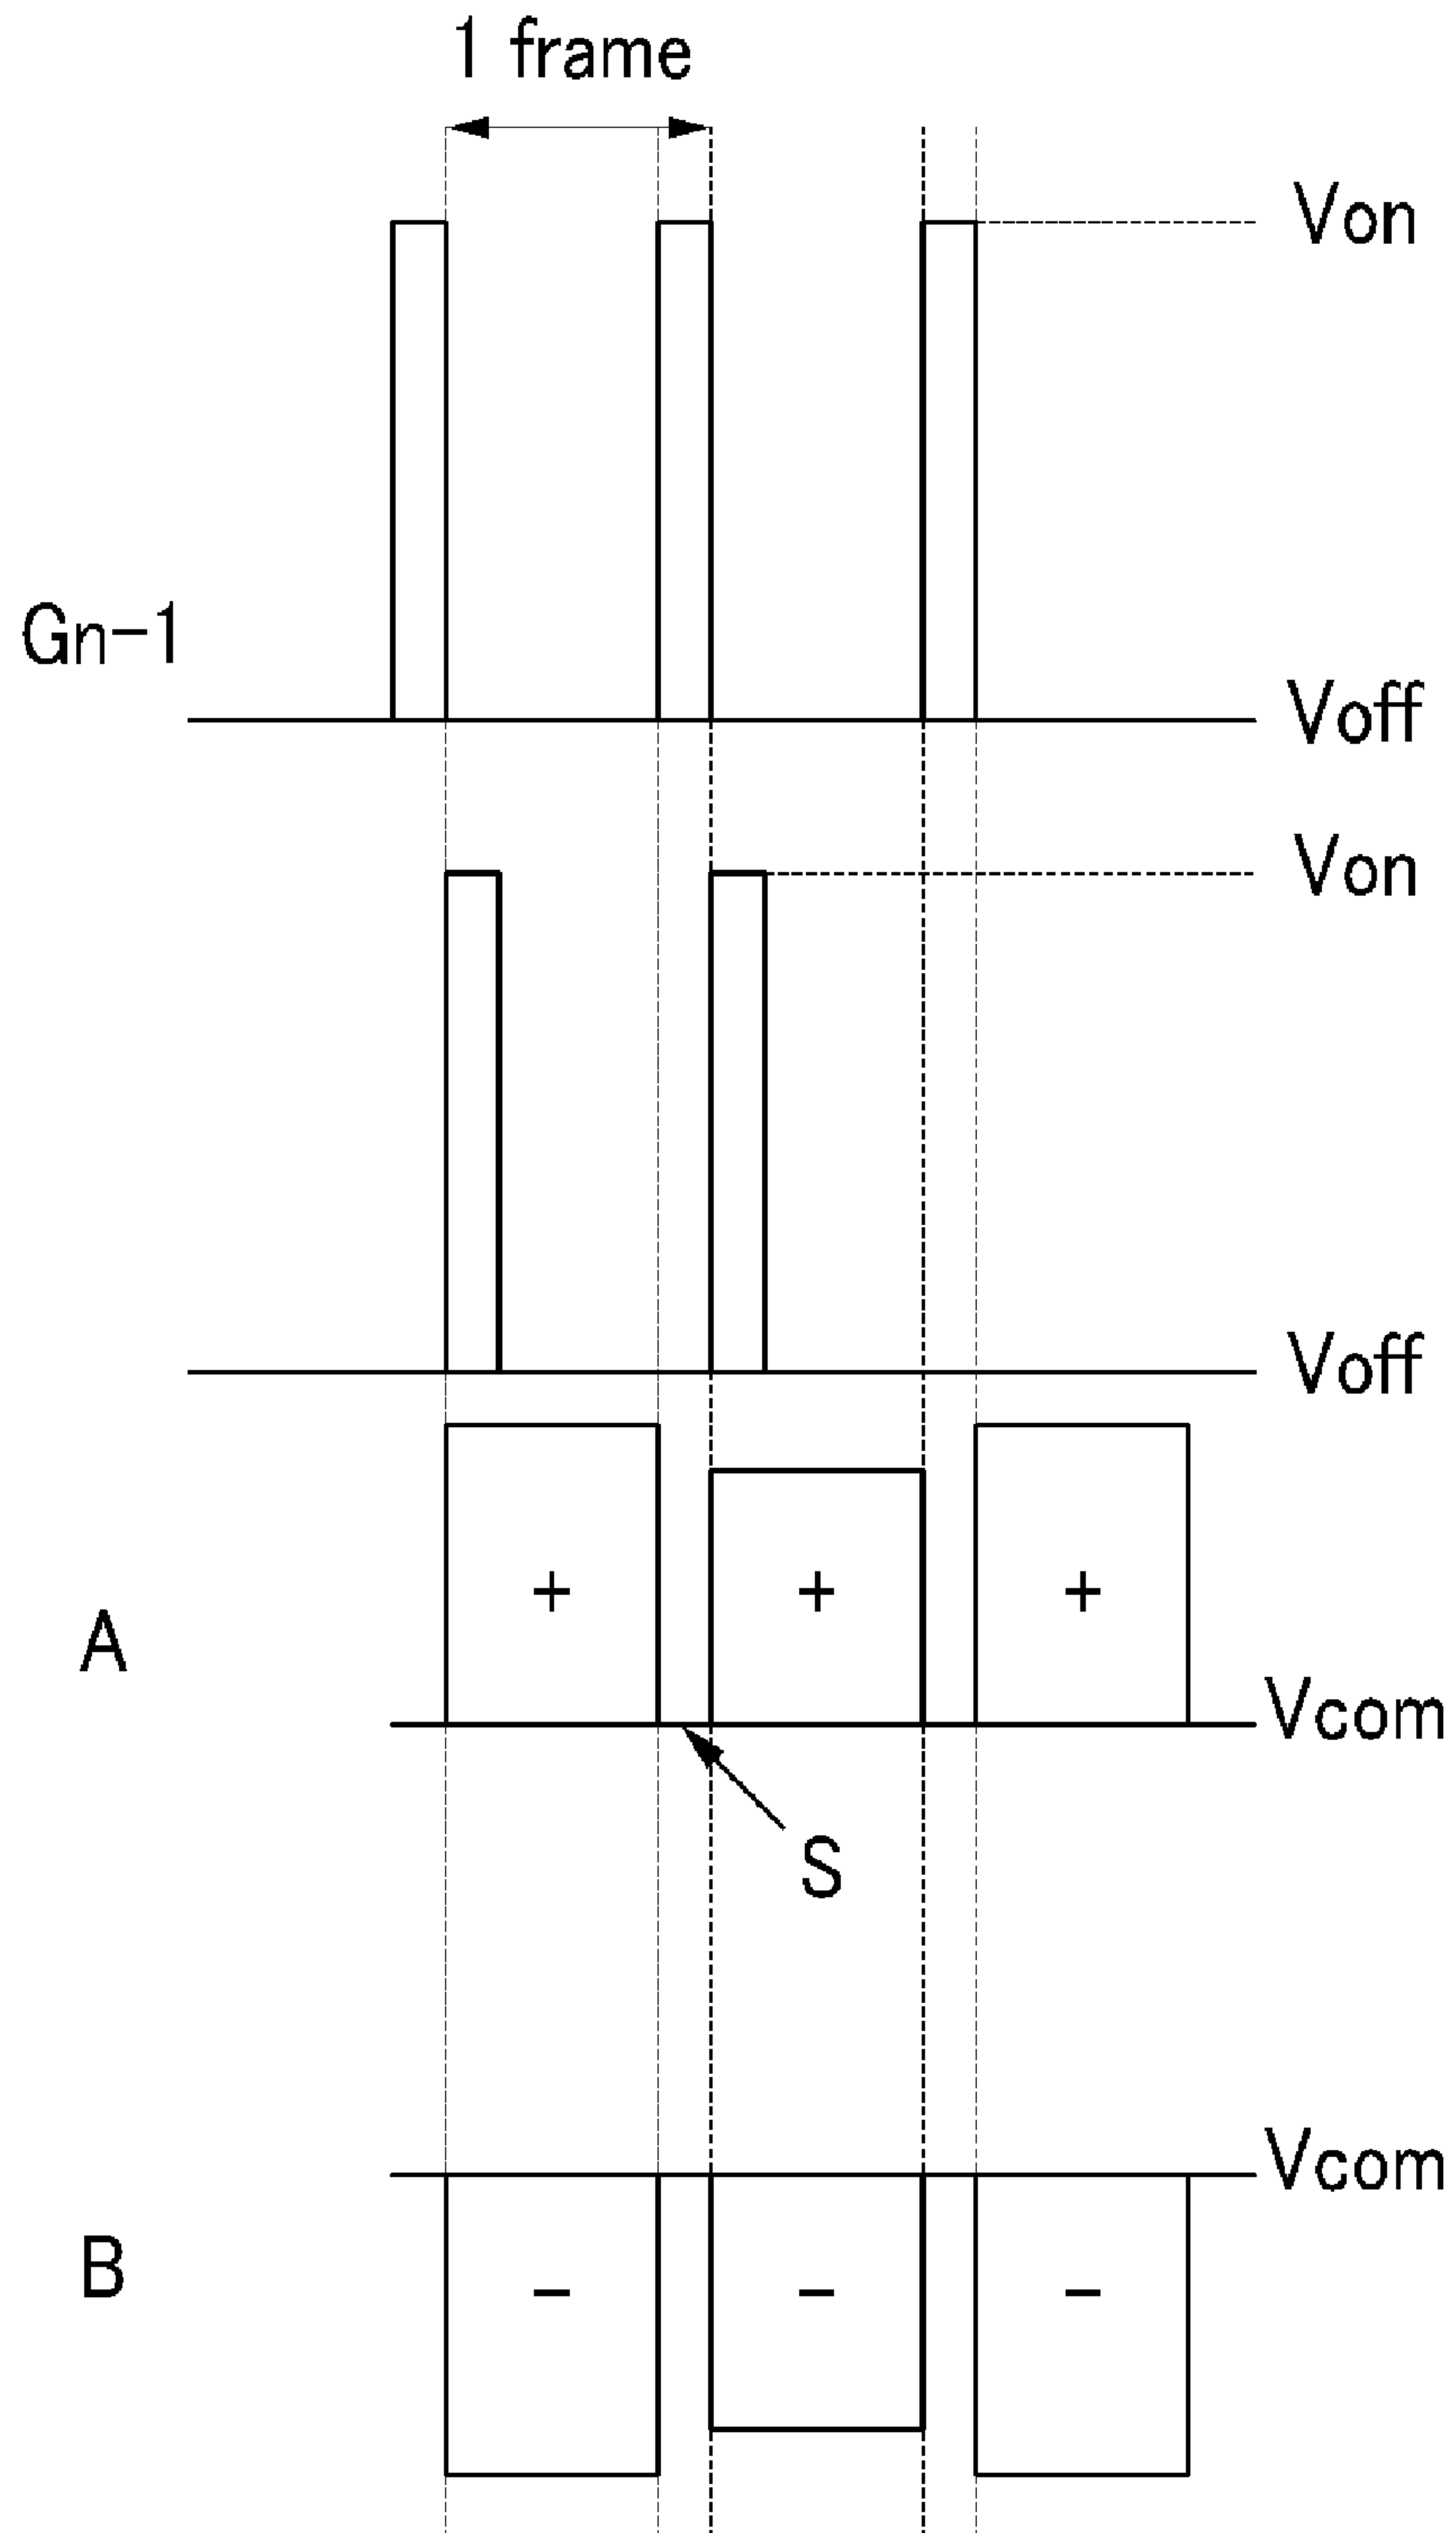 1 frame
Von
Gn-1
Voff
Von
Voff
+ + +
A
Vcom
S
Vcom
B
- - -